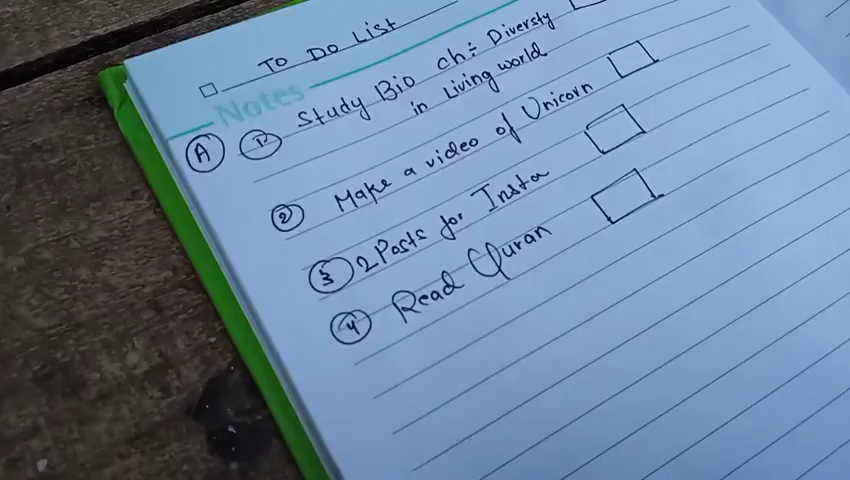 To Do List
Notes
A 1 Study Bio ch:- Diversty
in Living world
2 Make a video of Unicorn
3 2 Posts for Insta
4 Read Quran